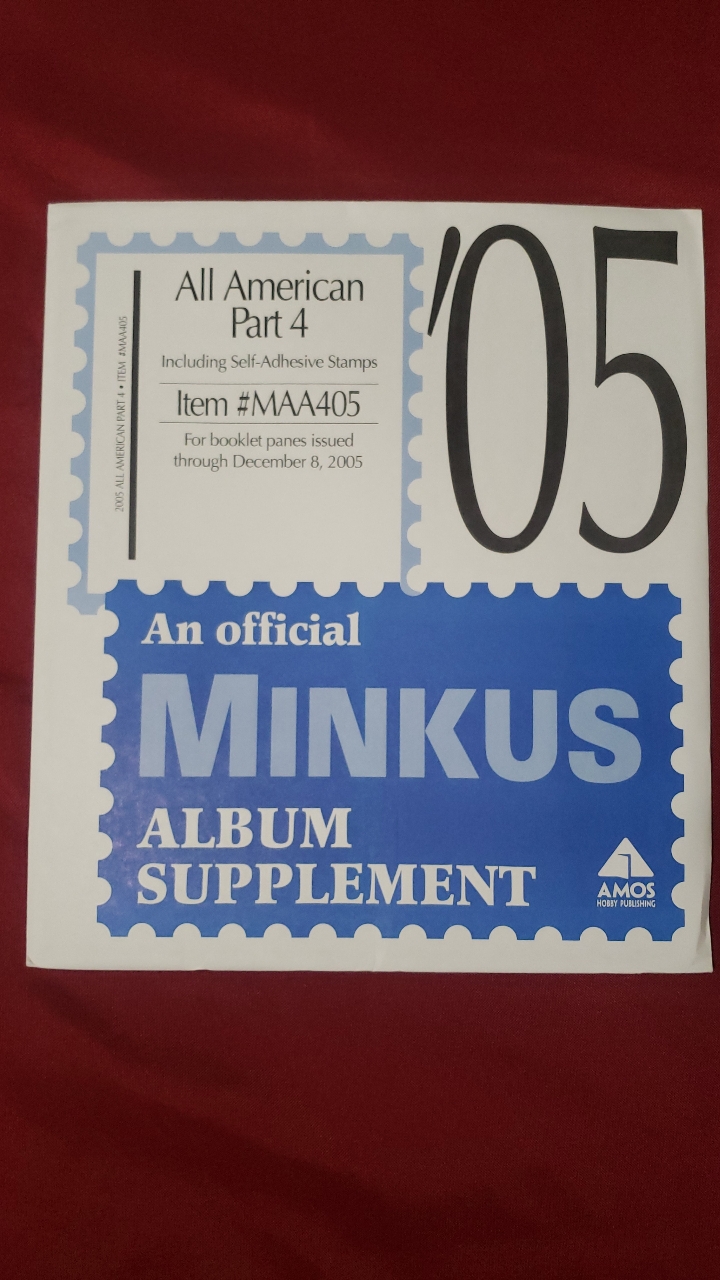 '05
All American
Part 4
Including Self-Adhesive Stamps
Item #MAA405
For booklet panes issued
through December 8, 2005
2005 ALL AMERICAN PART 4 • ITEM #MAA405
An official
MINKUS
ALBUM
SUPPLEMENT
AMOS
HOBBY PUBLISHING